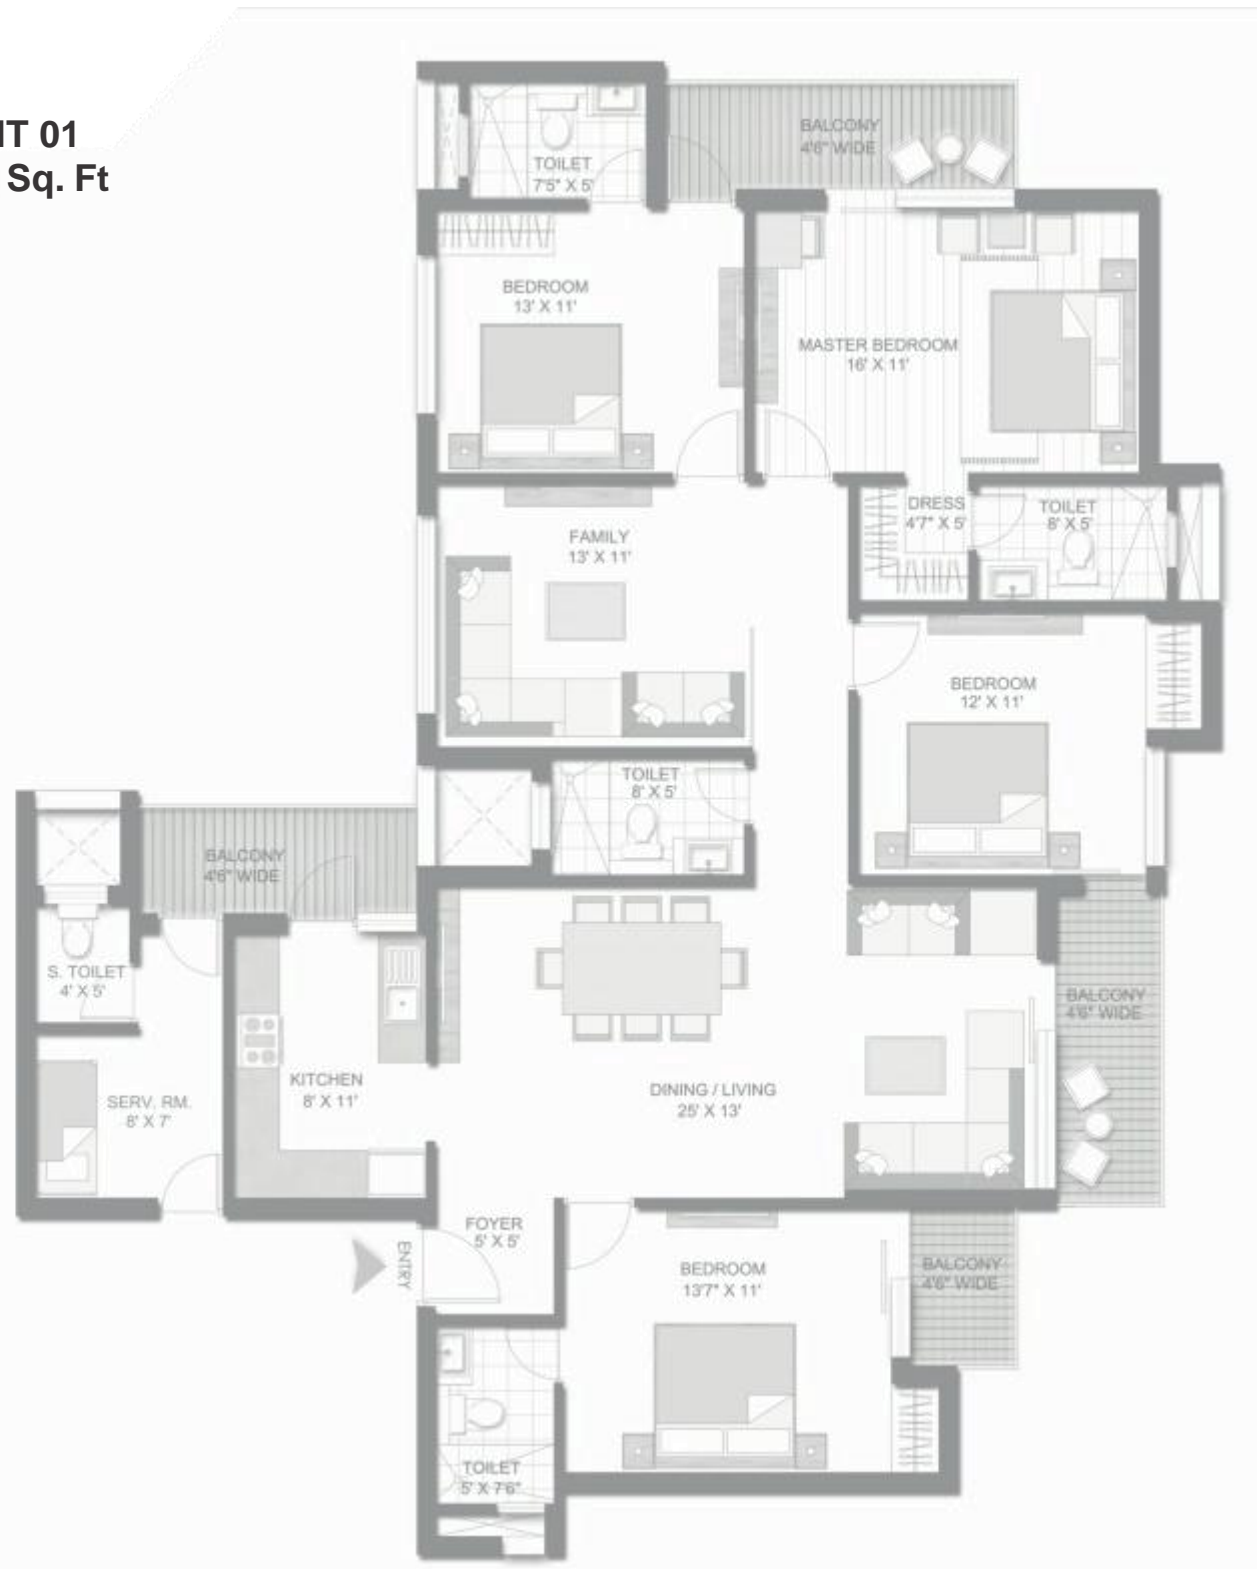 IT 01
Sq. Ft
BALCONY
4'6" WIDE
TOILET
7'5" X 5'
BEDROOM
13' X 11'
MASTER BEDROOM
16' X 11'
DRESS
4'7" X 5'
TOILET
8' X 5'
FAMILY
13' X 11'
BEDROOM
12' X 11'
TOILET
8' X 5'
BALCONY
4'6" WIDE
S. TOILET
4' X 5'
BALCONY
4'6" WIDE
KITCHEN
8' X 11'
DINING / LIVING
25' X 13'
SERV. RM.
8' X 7'
FOYER
5' X 5'
ENTRY
BEDROOM
13'7" X 11'
BALCONY
4'6" WIDE
TOILET
5' X 7'6"